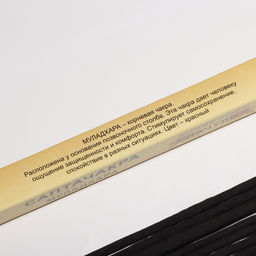 МУЛАДХАРА – корневая чакра.
Расположена у основания позвоночного столба. Эта чакра дает человеку
ощущение защищенности и комфорта. Стимулирует самосохранение,
спокойствие в разных ситуациях. Цвет – красный
САПТАЧАКРА